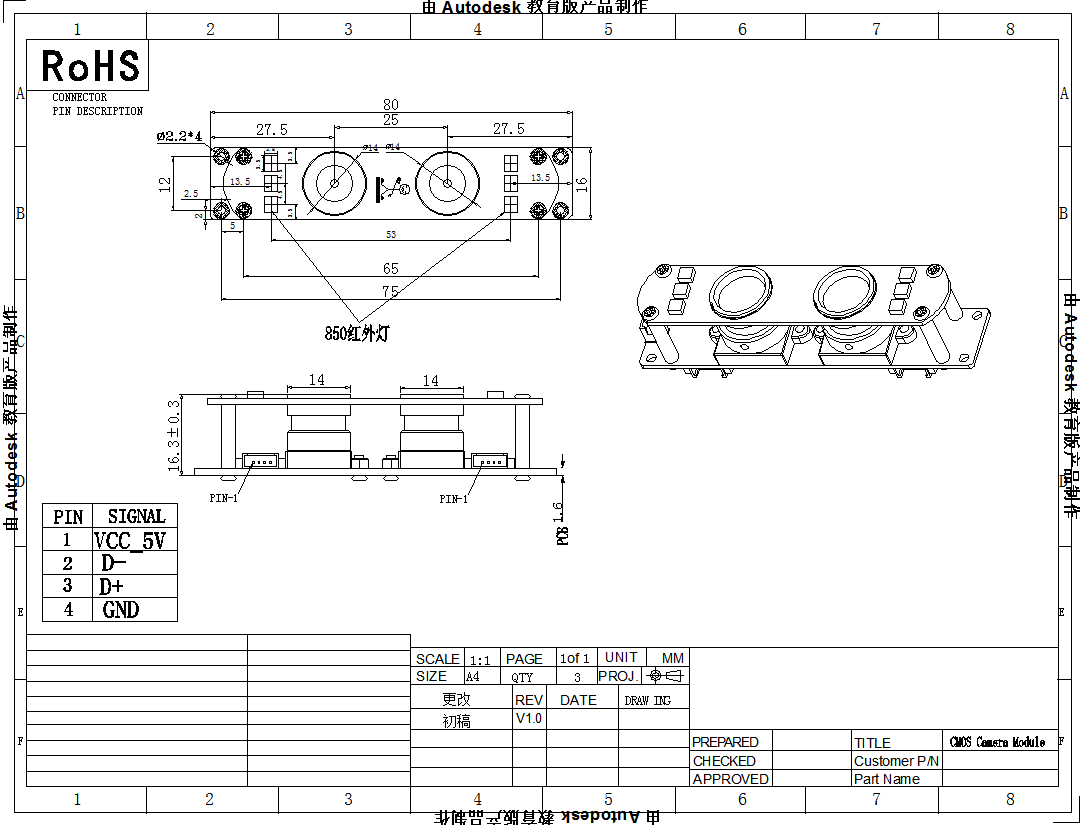 由 Autodesk 教育版产品制作
1 2 3 4 5 6 7 8
RoHS
CONNECTOR
PIN DESCRIPTION
A A
80
25
27.5 27.5
Ø2.2*4
Ø14 Ø14
12
13.5 13.5
16
2.5
2
5
B B
53
65
75
850红外灯
C C
由 Autodesk 教育版产品制作
由 Autodesk 教育版产品制作
14 14
16.3±0.3
PIN-1 PIN-1
PCB 1.6
D D
PIN SIGNAL
1 VCC_5V
2 D-
3 D+
4 GND
E E
SCALE 1:1 PAGE 1of 1 UNIT MM
SIZE A4 QTY 3 PROJ.
更改 REV DATE DRAWING
初稿 V1.0
F F
PREPARED TITLE CMOS Camera Module
CHECKED Customer P/N
APPROVED Part Name
1 2 3 4 5 6 7 8
由 Autodesk 教育版产品制作